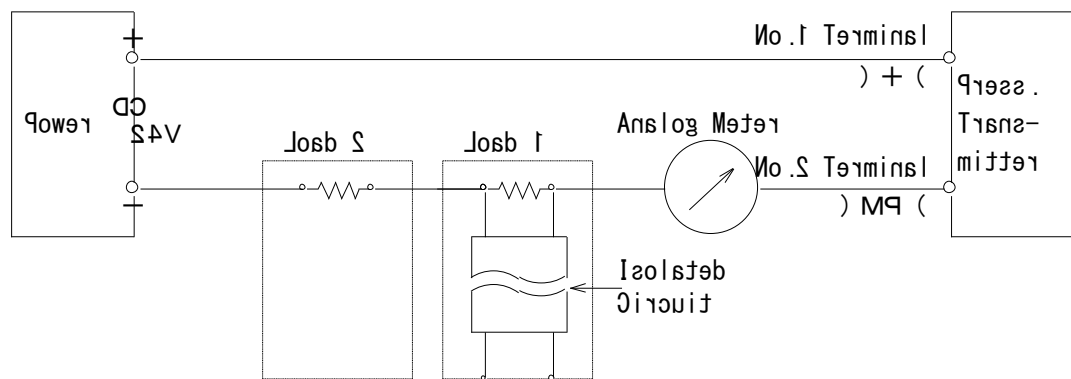 +
Power
DC
24V
−
Load 2
Load 1
Analog Meter
Isolated
Circuit
Terminal No.1
(+)
Terminal No.2
(PM)
Press.
Trans-
mitter